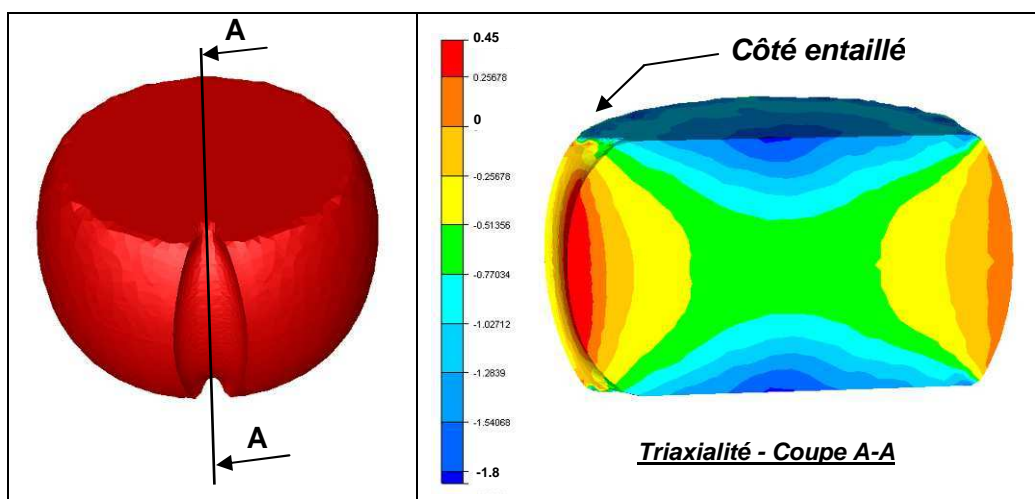 A
A
0.45
0.25678
0
-0.25678
-0.51356
-0.77034
-1.02712
-1.2839
-1.54068
-1.8
Côté entaillé
Triaxialité - Coupe A-A